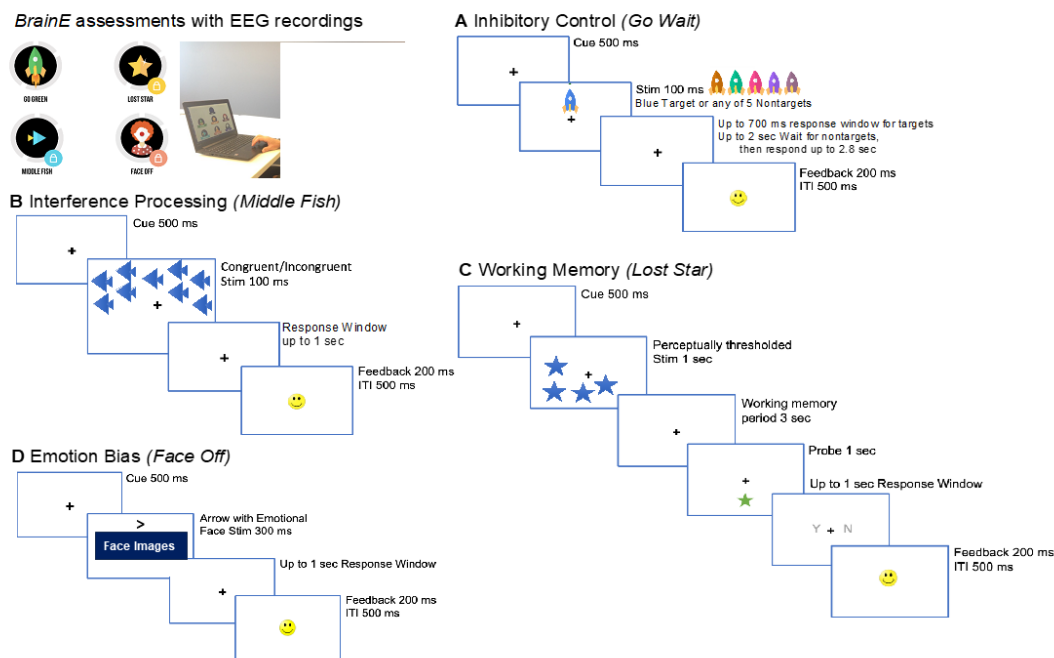 BrainE assessments with EEG recordings
GO GREEN
LOST STAR
MIDDLE FISH
FACE OFF
A Inhibitory Control (Go Wait)
Cue 500 ms
Stim 100 ms
Blue Target or any of 5 Nontargets
Up to 700 ms response window for targets
Up to 2 sec Wait for nontargets,
then respond up to 2.8 sec
Feedback 200 ms
ITI 500 ms
B Interference Processing (Middle Fish)
Cue 500 ms
Congruent/Incongruent
Stim 100 ms
Response Window
up to 1 sec
Feedback 200 ms
ITI 500 ms
C Working Memory (Lost Star)
Cue 500 ms
Perceptually thresholded
Stim 1 sec
Working memory
period 3 sec
Probe 1 sec
Up to 1 sec Response Window
Y + N
Feedback 200 ms
ITI 500 ms
D Emotion Bias (Face Off)
Cue 500 ms
>
Arrow with Emotional
Face Stim 300 ms
Face Images
Up to 1 sec Response Window
Feedback 200 ms
ITI 500 ms